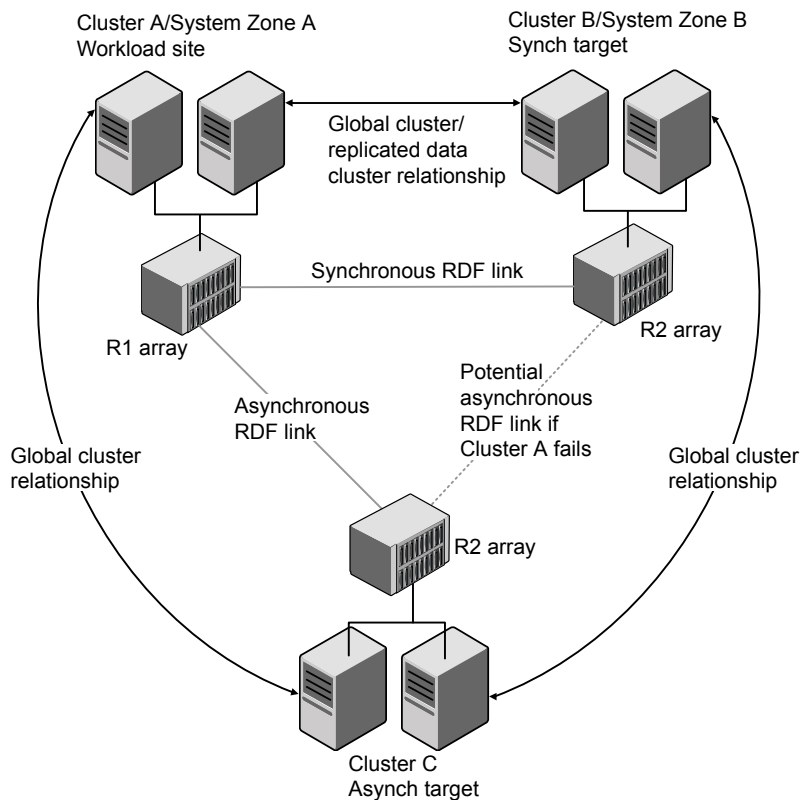 Cluster A/System Zone A
Workload site
Cluster B/System Zone B
Synch target
Global cluster/
replicated data
cluster relationship
Synchronous RDF link
R1 array
R2 array
Asynchronous
RDF link
Potential
asynchronous
RDF link if
Cluster A fails
Global cluster
relationship
Global cluster
relationship
R2 array
Cluster C
Asynch target